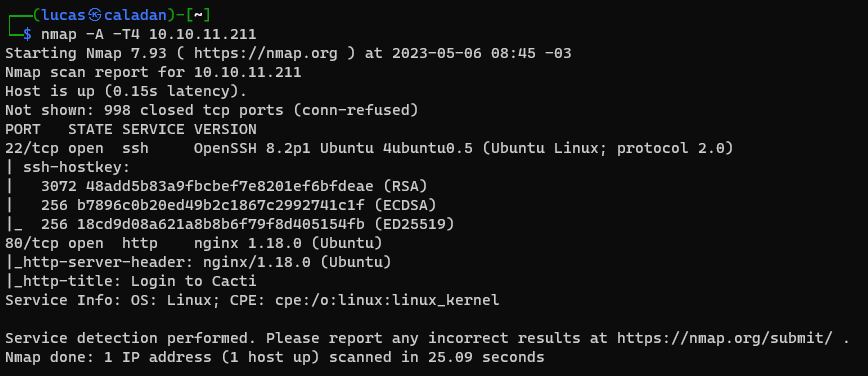 ┌──(lucas㉿caladan)-[~]
└─$ nmap -A -T4 10.10.11.211
Starting Nmap 7.93 ( https://nmap.org ) at 2023-05-06 08:45 -03
Nmap scan report for 10.10.11.211
Host is up (0.15s latency).
Not shown: 998 closed tcp ports (conn-refused)
PORT   STATE SERVICE VERSION
22/tcp open  ssh     OpenSSH 8.2p1 Ubuntu 4ubuntu0.5 (Ubuntu Linux; protocol 2.0)
| ssh-hostkey:
|   3072 48add5b83a9fbcbef7e8201ef6bfdeae (RSA)
|   256 b7896c0b20ed49b2c1867c2992741c1f (ECDSA)
|_  256 18cd9d08a621a8b8b6f79f8d405154fb (ED25519)
80/tcp open  http    nginx 1.18.0 (Ubuntu)
|_http-server-header: nginx/1.18.0 (Ubuntu)
|_http-title: Login to Cacti
Service Info: OS: Linux; CPE: cpe:/o:linux:linux_kernel

Service detection performed. Please report any incorrect results at https://nmap.org/submit/ .
Nmap done: 1 IP address (1 host up) scanned in 25.09 seconds